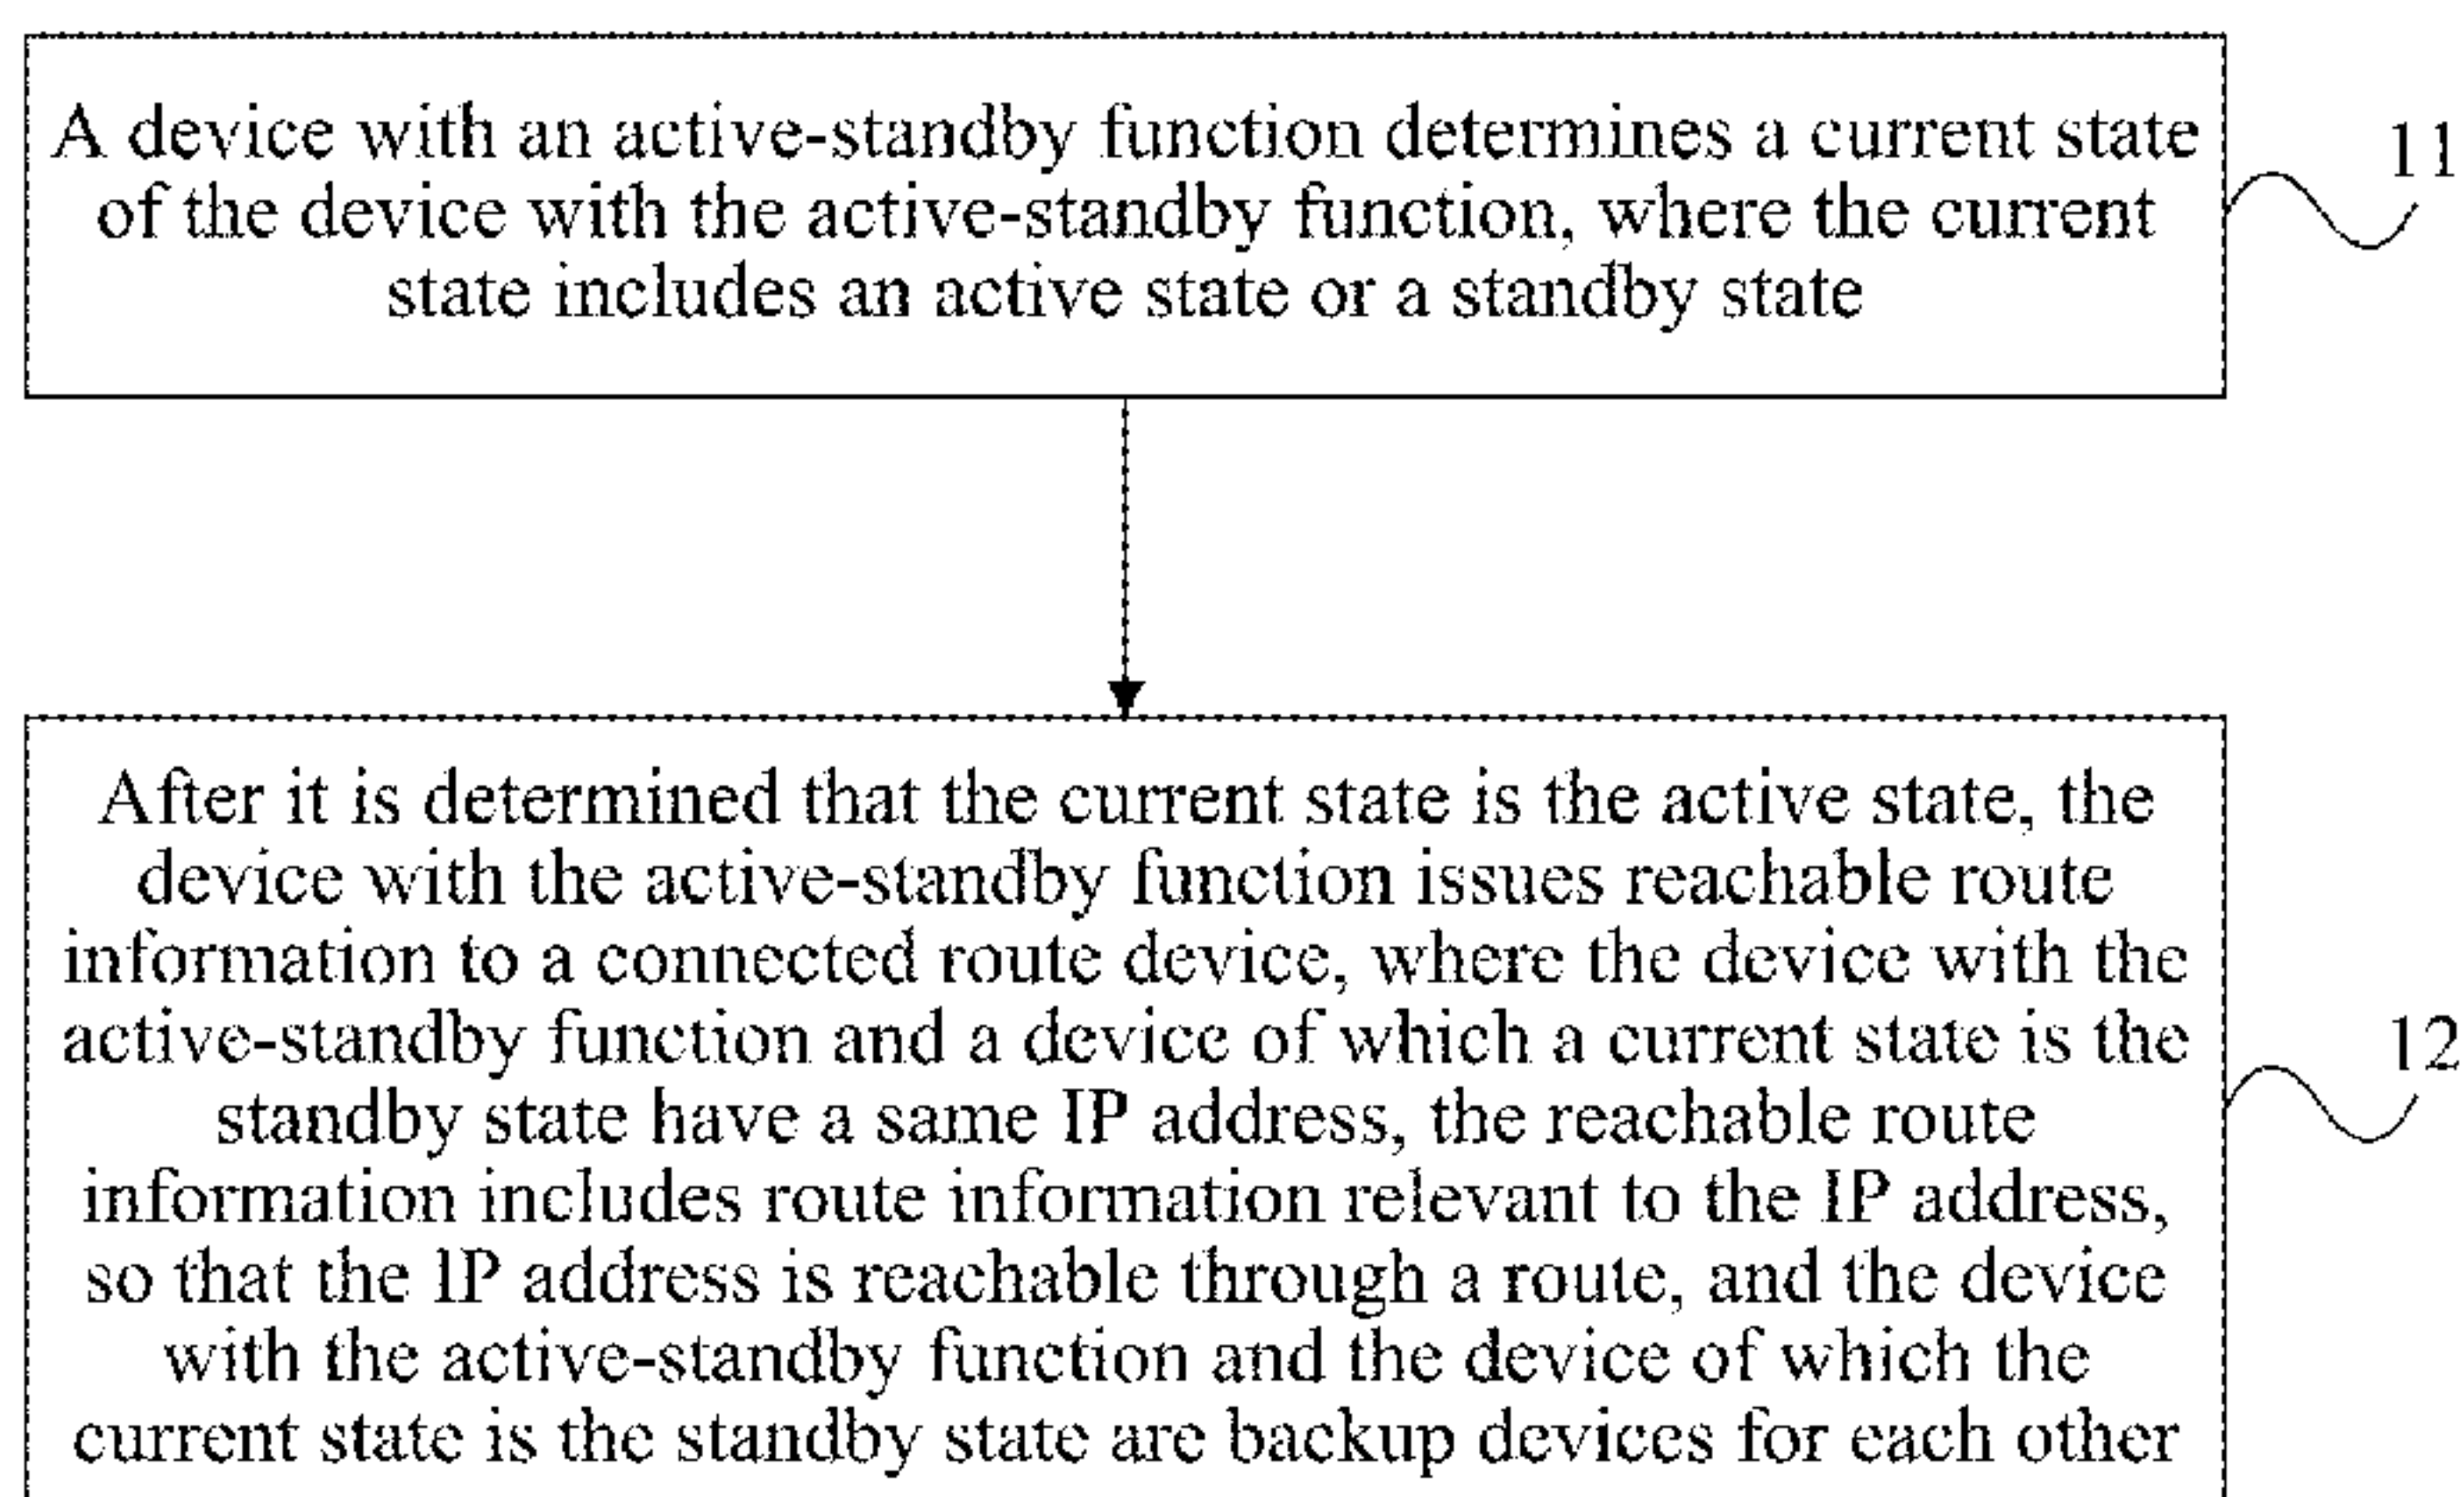 A device with an active-standby function determines a current state
of the device with the active-standby function, where the current
state includes an active state or a standby state
11
After it is determined that the current state is the active state, the
device with the active-standby function issues reachable route
information to a connected route device, where the device with the
active-standby function and a device of which a current state is the
standby state have a same IP address, the reachable route
information includes route information relevant to the IP address,
so that the IP address is reachable through a route, and the device
with the active-standby function and the device of which the
current state is the standby state are backup devices for each other
12